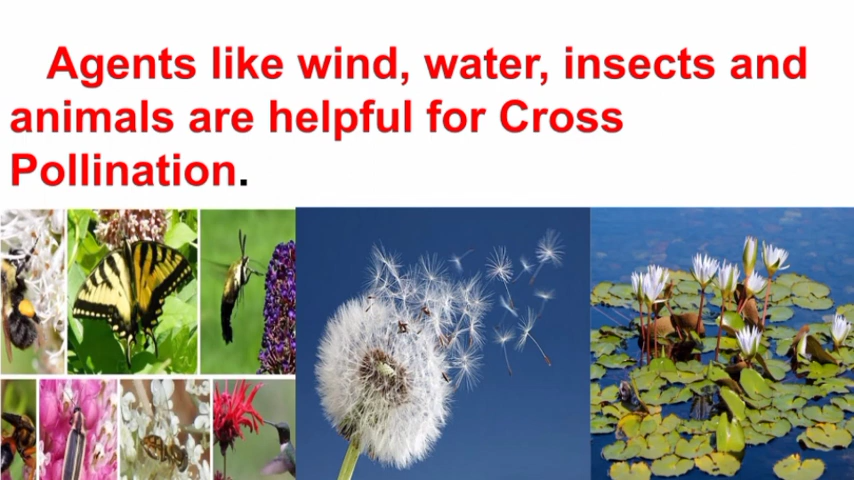 Agents like wind, water, insects and
animals are helpful for Cross
Pollination.